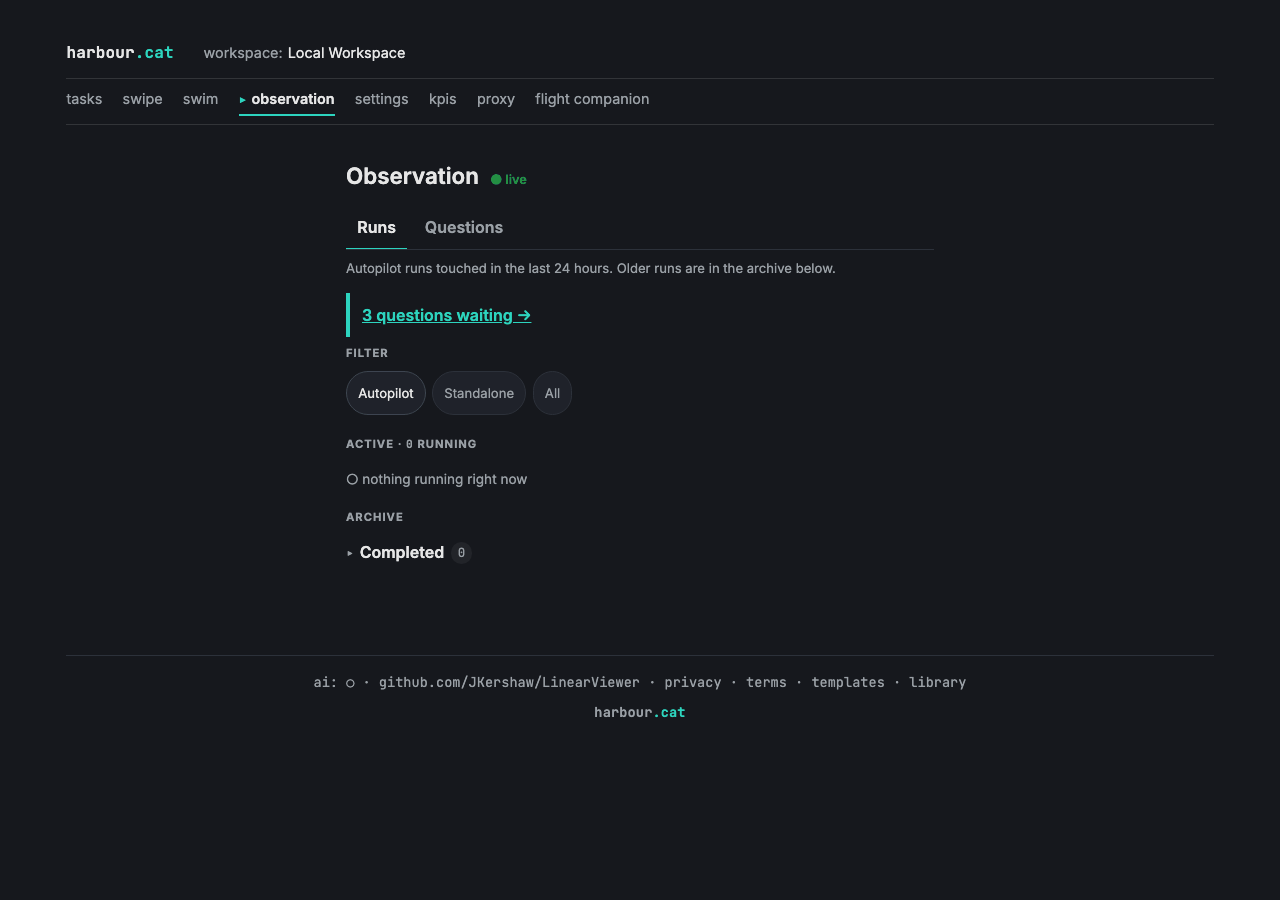 harbour.cat workspace: Local Workspace
tasks swipe swim ▸ observation settings kpis proxy flight companion
Observation ● live
Runs Questions
Autopilot runs touched in the last 24 hours. Older runs are in the archive below.
3 questions waiting →
FILTER
Autopilot Standalone All
ACTIVE · 0 RUNNING
○ nothing running right now
ARCHIVE
▸ Completed 0
ai: ○ · github.com/JKershaw/LinearViewer · privacy · terms · templates · library
harbour.cat